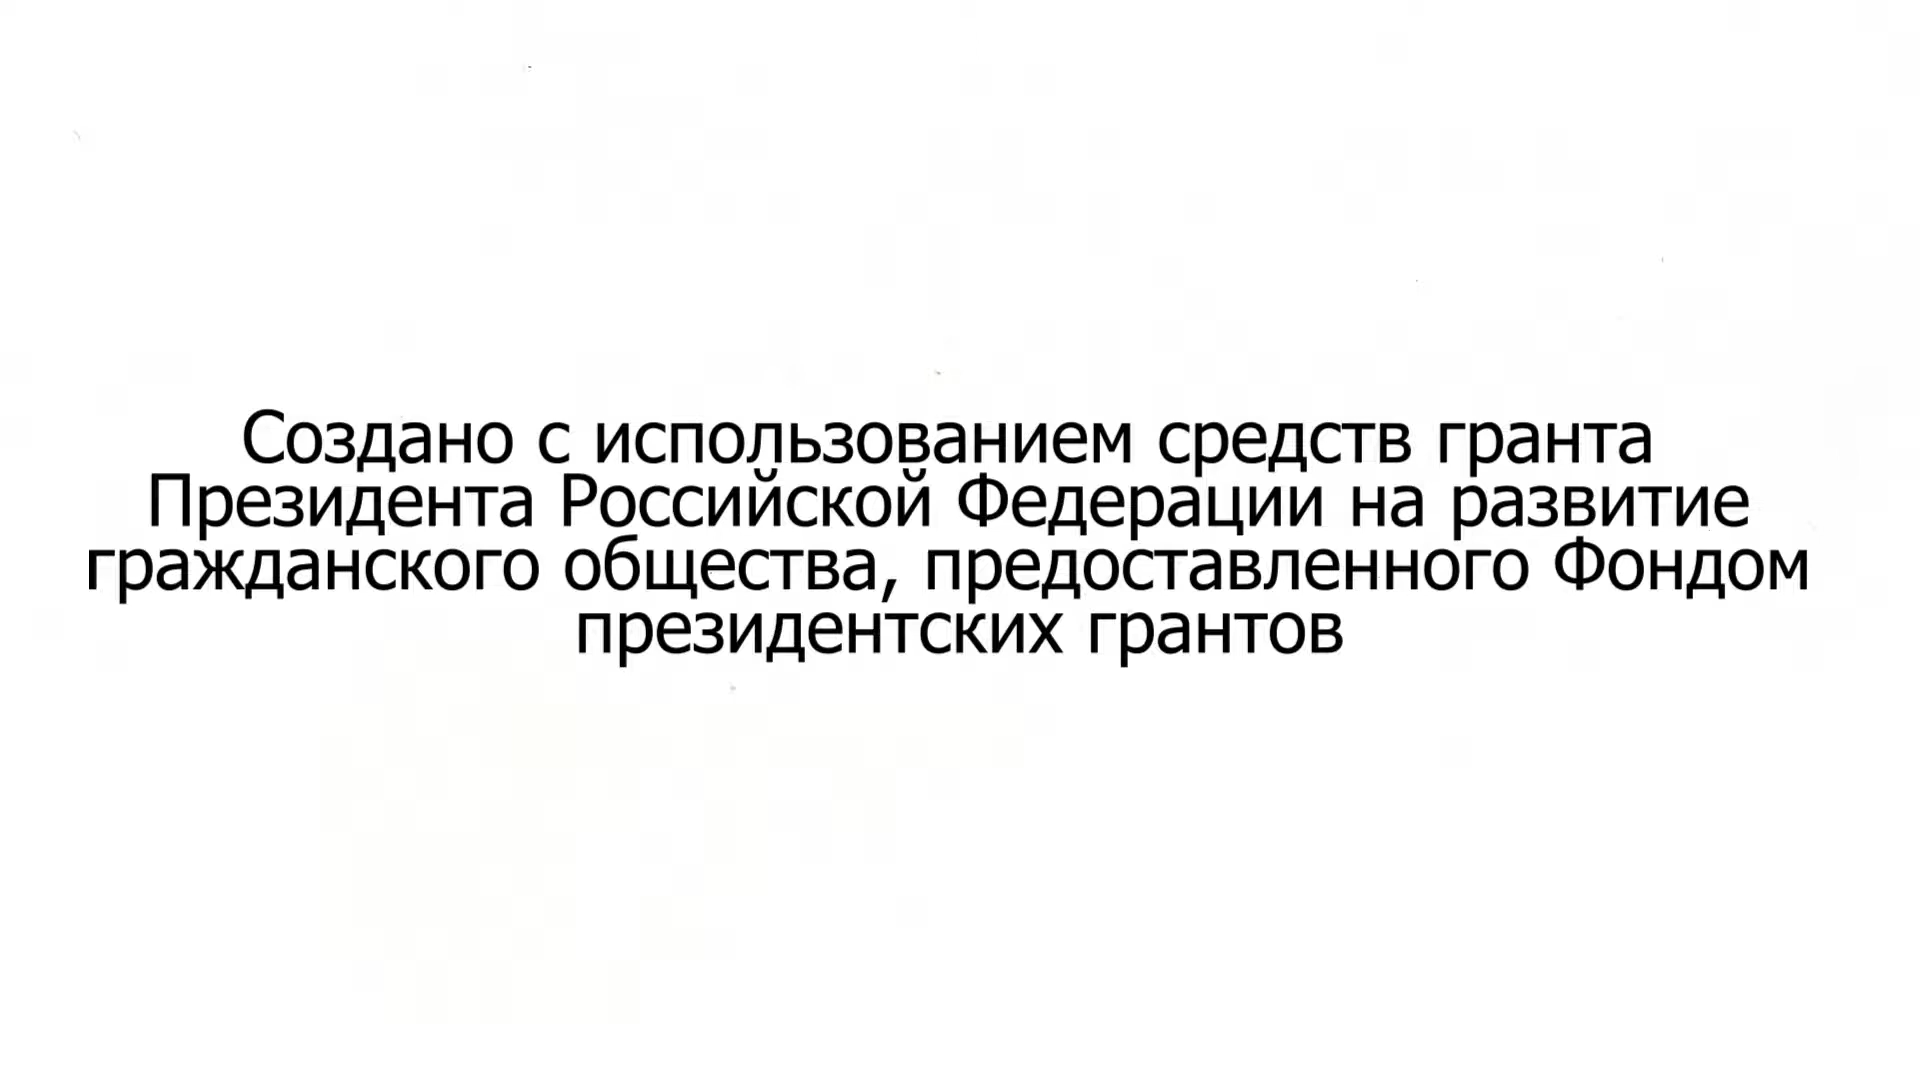 Создано с использованием средств гранта
Президента Российской Федерации на развитие
гражданского общества, предоставленного Фондом
президентских грантов